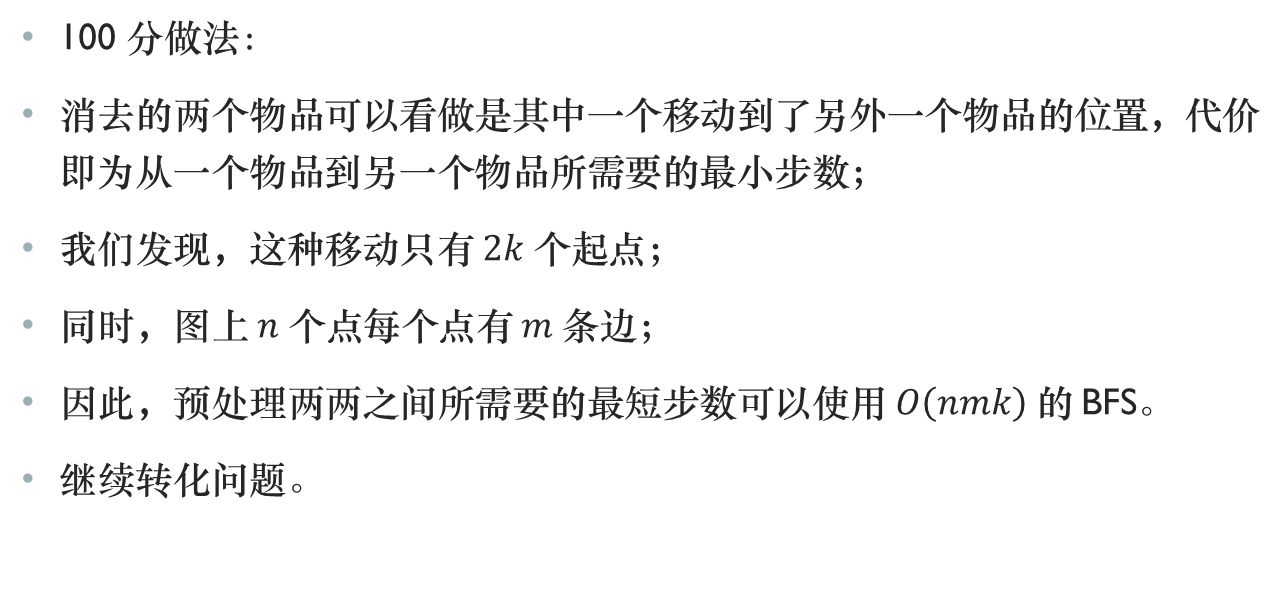 • 100 分做法：
• 消去的两个物品可以看做是其中一个移动到了另外一个物品的位置，代价
即为从一个物品到另一个物品所需要的最小步数；
• 我们发现，这种移动只有 2k 个起点；
• 同时，图上 n 个点每个点有 m 条边；
• 因此，预处理两两之间所需要的最短步数可以使用 O(nmk) 的 BFS。
• 继续转化问题。